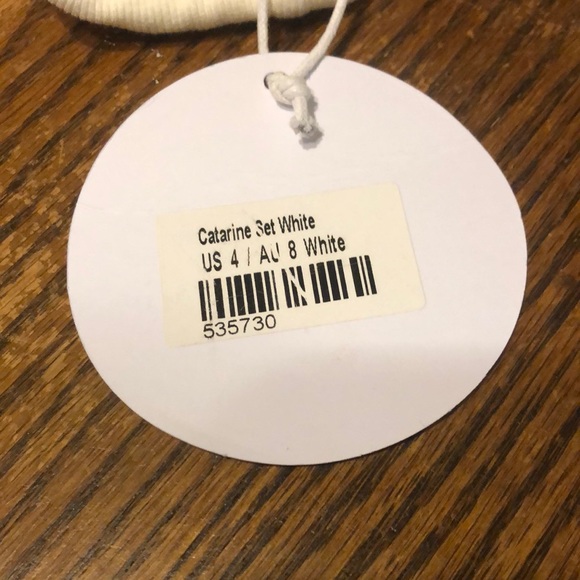 Catarine Set White
US 4 / AU 8 White
535730